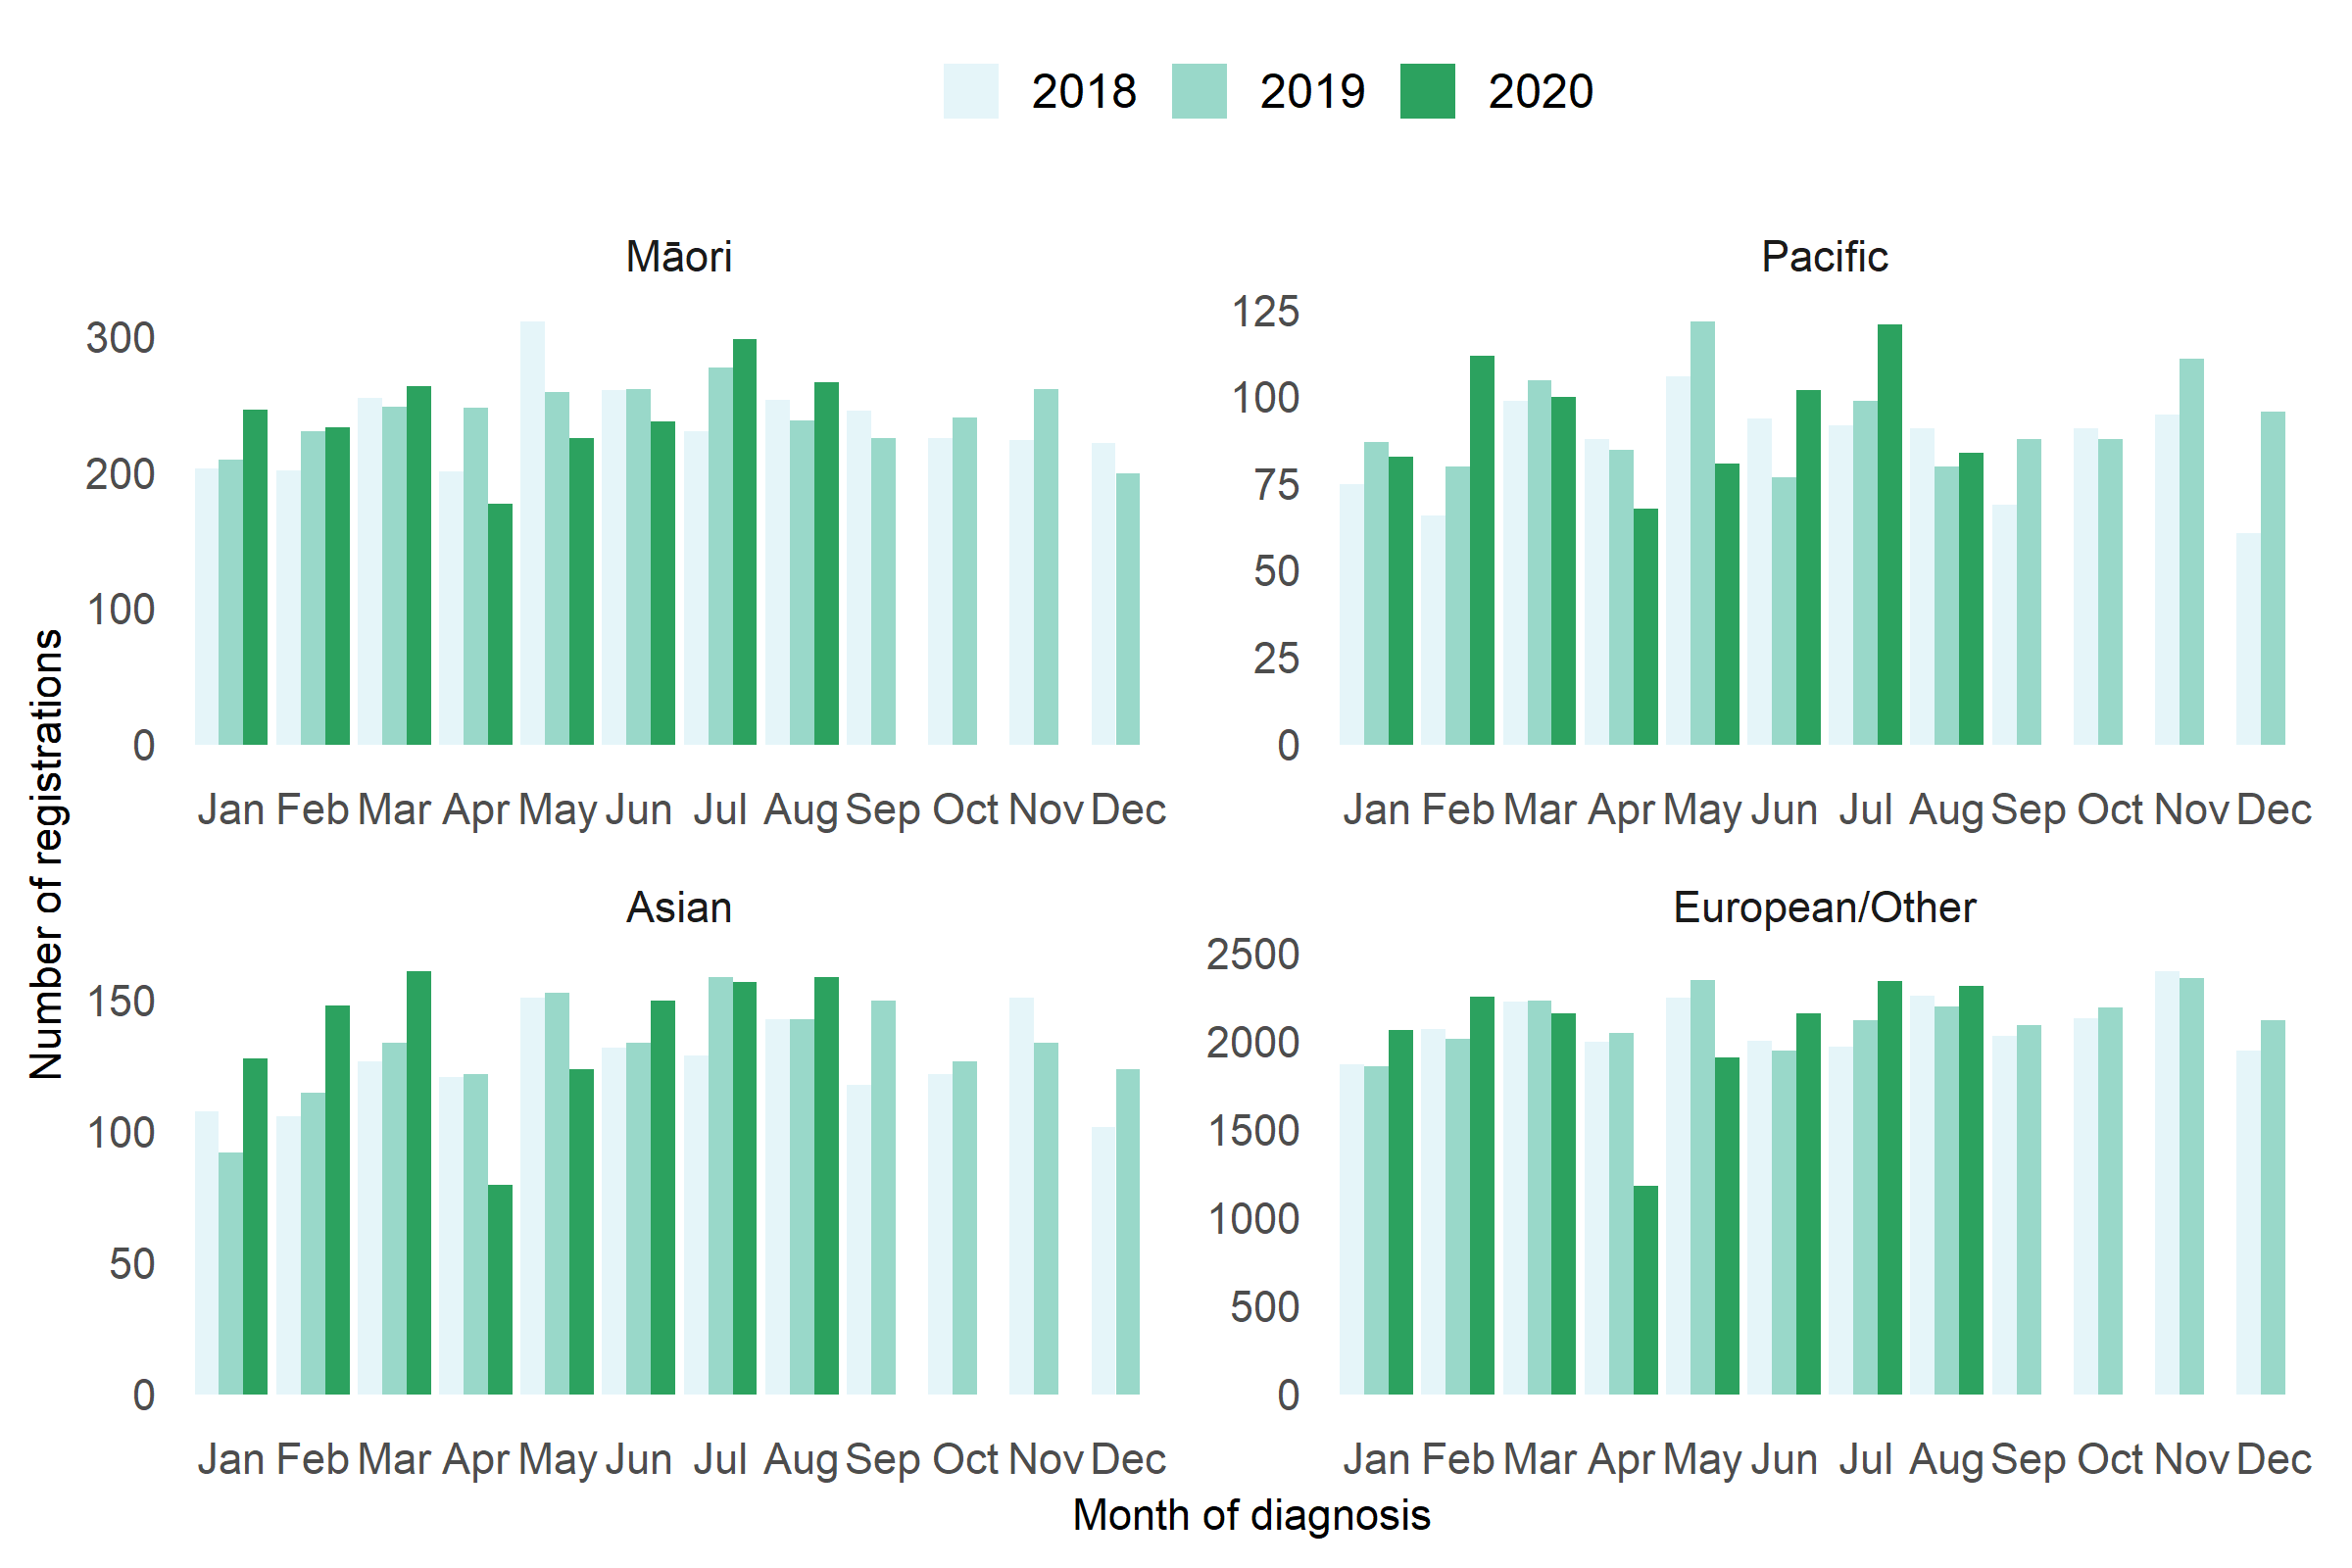 2018 2019 2020
Māori
300
200
100
0
Jan Feb Mar Apr May Jun Jul Aug Sep Oct Nov Dec
Pacific
125
100
75
50
25
0
Jan Feb Mar Apr May Jun Jul Aug Sep Oct Nov Dec
Number of registrations
Asian
150
100
50
0
Jan Feb Mar Apr May Jun Jul Aug Sep Oct Nov Dec
European/Other
2500
2000
1500
1000
500
0
Jan Feb Mar Apr May Jun Jul Aug Sep Oct Nov Dec
Month of diagnosis